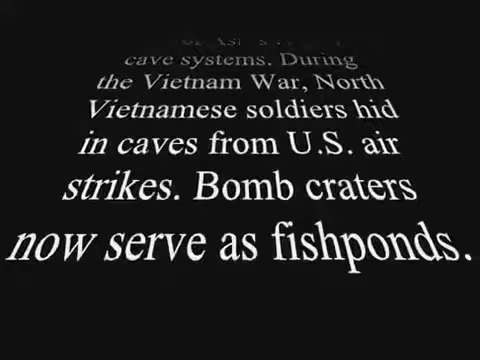 cave systems. During
the Vietnam War, North
Vietnamese soldiers hid
in caves from U.S. air
strikes. Bomb craters
now serve as fishponds.